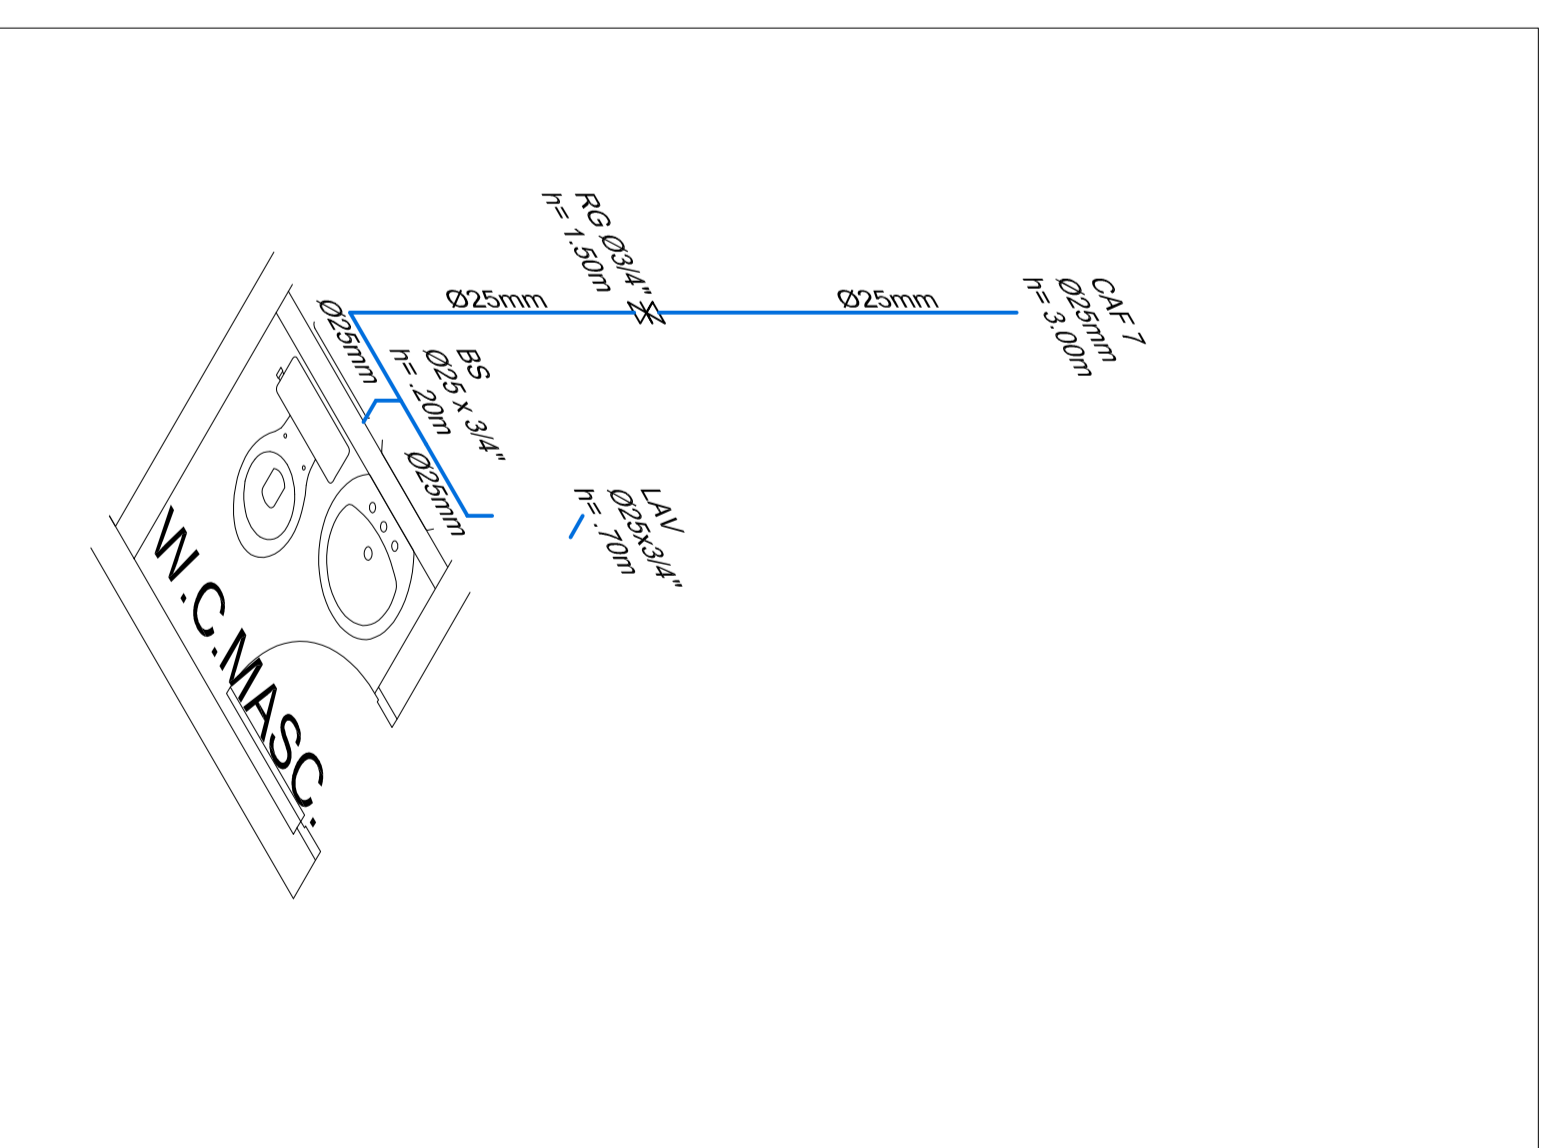 RG Ø3/4"
h= 1.50m
Ø25mm
Ø25mm
CAF 7
Ø25mm
h= 3.00m
Ø25mm
BS
Ø25 x 3/4"
h= .20m
Ø25mm
LAV
Ø25x3/4"
h= .70m
W.C.MASC.